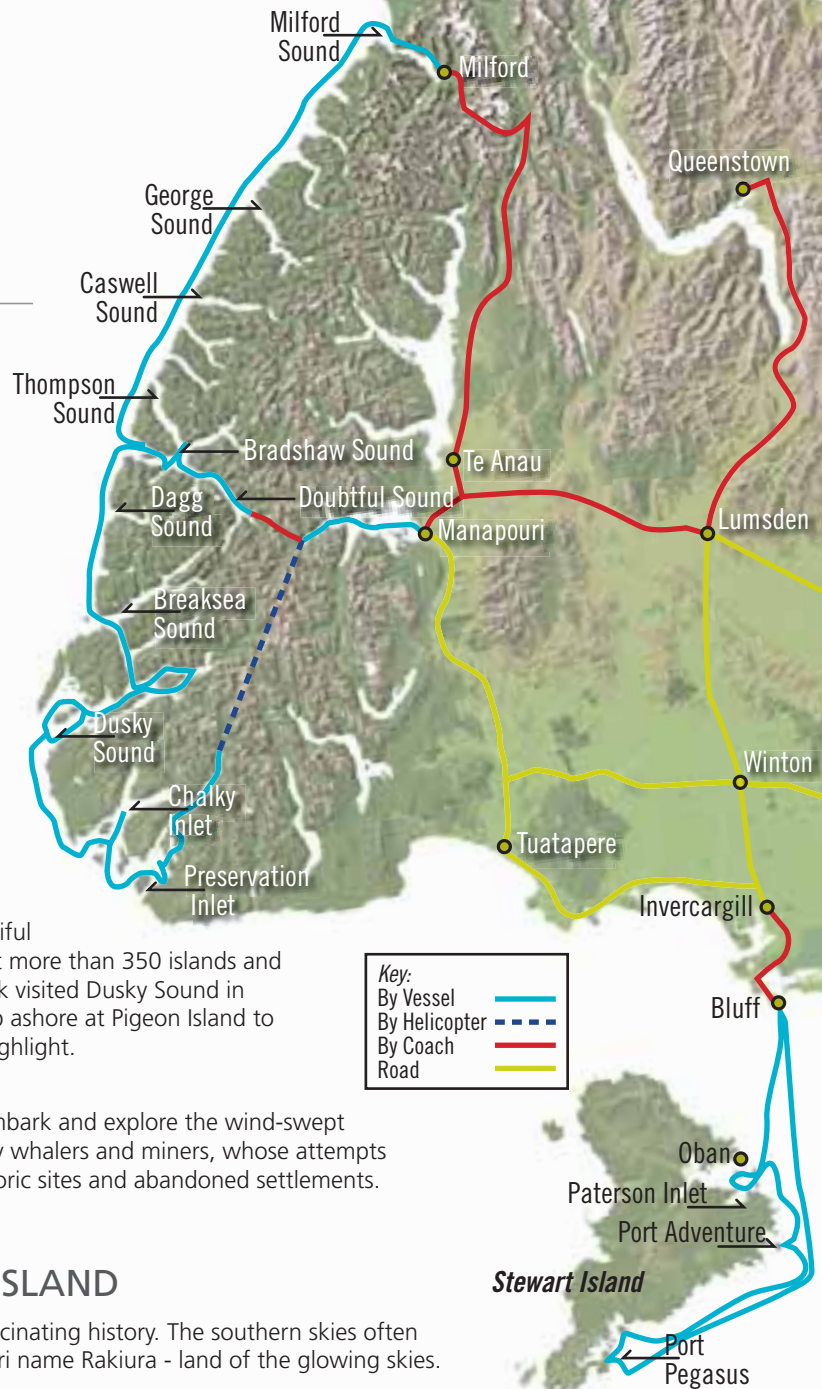 Milford
Sound
Milford
Queenstown
George
Sound
Caswell
Sound
Thompson
Sound
Bradshaw Sound
Te Anau
Dagg
Sound
Doubtful Sound
Manapouri
Lumsden
Breaksea
Sound
Dusky
Sound
Winton
Chalky
Inlet
Tuatapere
Preservation
Inlet
Invercargill
iful
t more than 350 islands and
k visited Dusky Sound in
o ashore at Pigeon Island to
ghlight.
Key:
By Vessel
By Helicopter
By Coach
Road
Bluff
nbark and explore the wind-swept
y whalers and miners, whose attempts
oric sites and abandoned settlements.
Oban
Paterson Inlet
Port Adventure
SLAND
Stewart Island
cinating history. The southern skies often
ri name Rakiura - land of the glowing skies.
Port
Pegasus